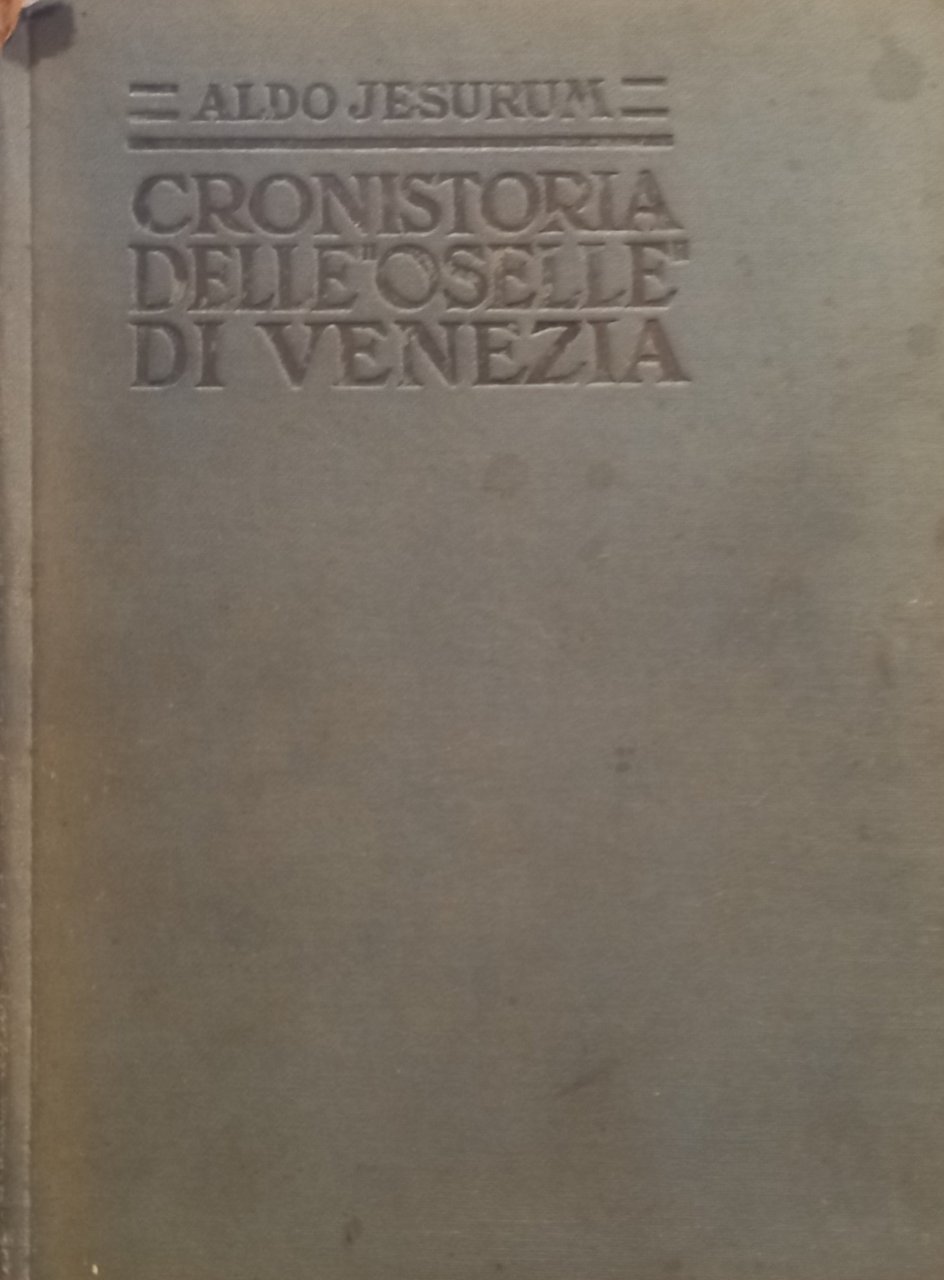 ALDO JESURUM
CRONISTORIA
DELLE "OSELLE"
DI VENEZIA